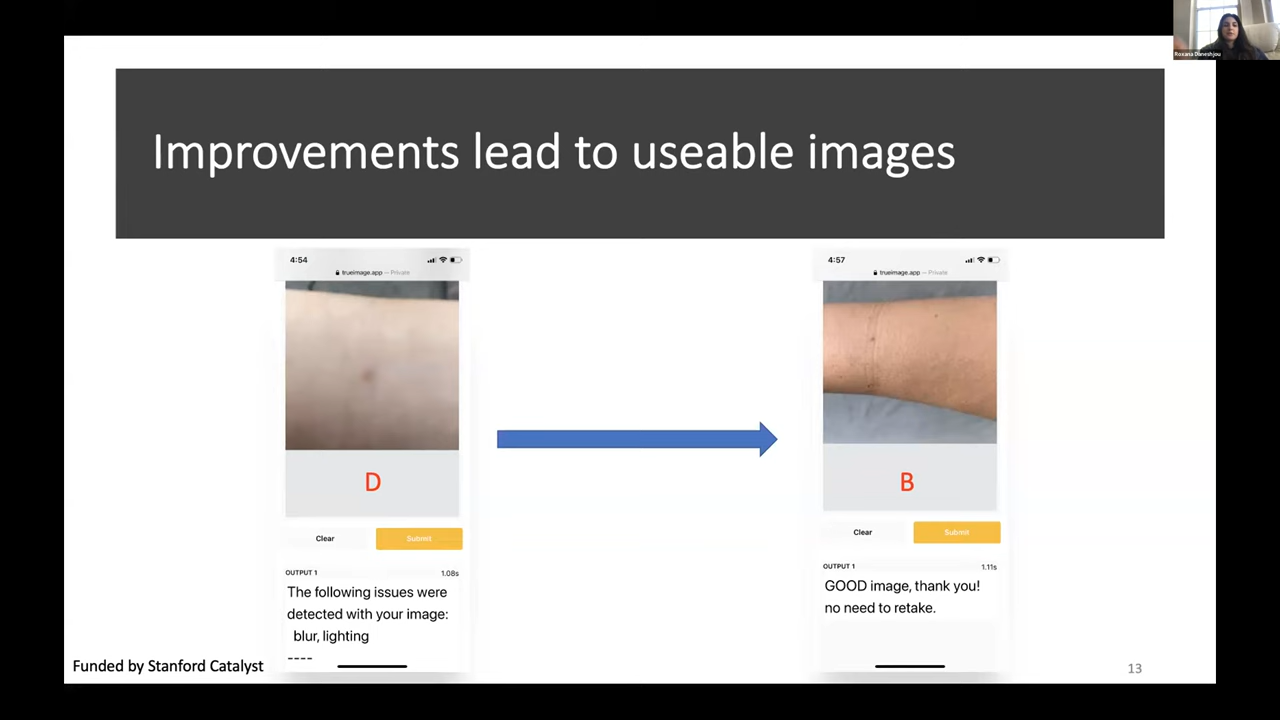 Roxana Daneshjou
Improvements lead to useable images
4:54
trueimage.app — Private
D
Clear
Submit
OUTPUT 1
1.08s
The following issues were
detected with your image:
blur, lighting
----
4:57
trueimage.app — Private
B
Clear
Submit
OUTPUT 1
1.11s
GOOD image, thank you!
no need to retake.
Funded by Stanford Catalyst
13